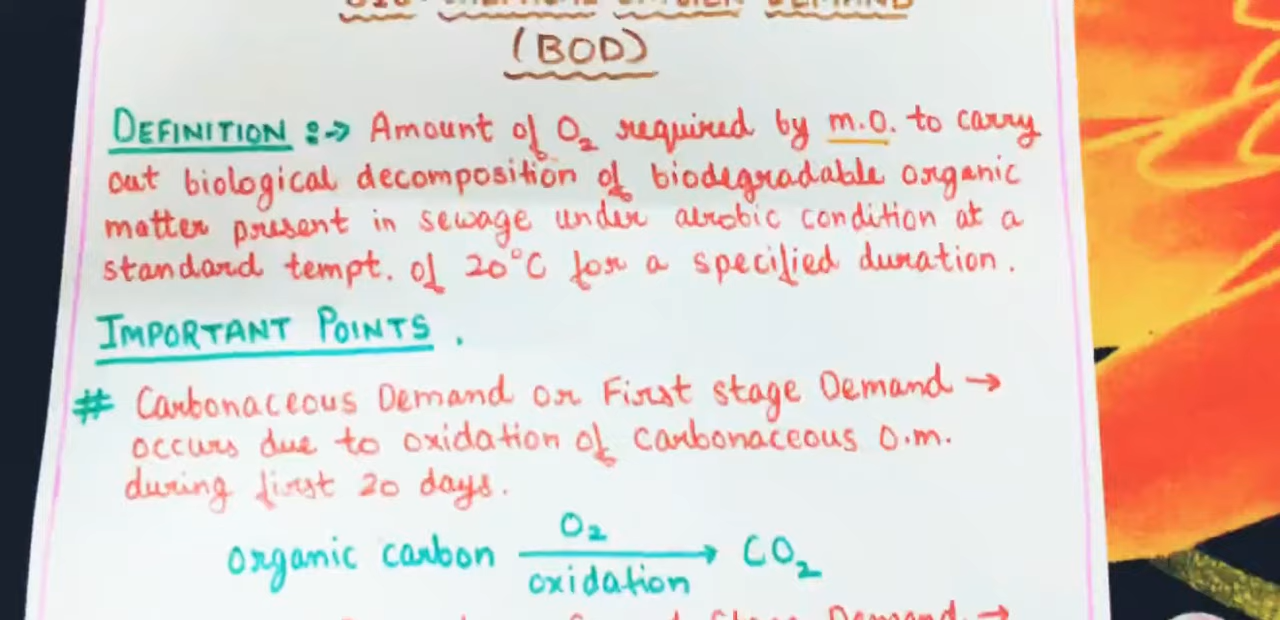 (BOD)
DEFINITION :-> Amount of O₂ required by m.o. to carry
out biological decomposition of biodegradable organic
matter present in sewage under aerobic condition at a
standard tempt. of 20°C for a specified duration.
IMPORTANT POINTS.
# Carbonaceous Demand or First stage Demand →
occurs due to oxidation of carbonaceous o.m.
during first 20 days.
O₂
organic carbon → CO₂
oxidation
Stage Demand →